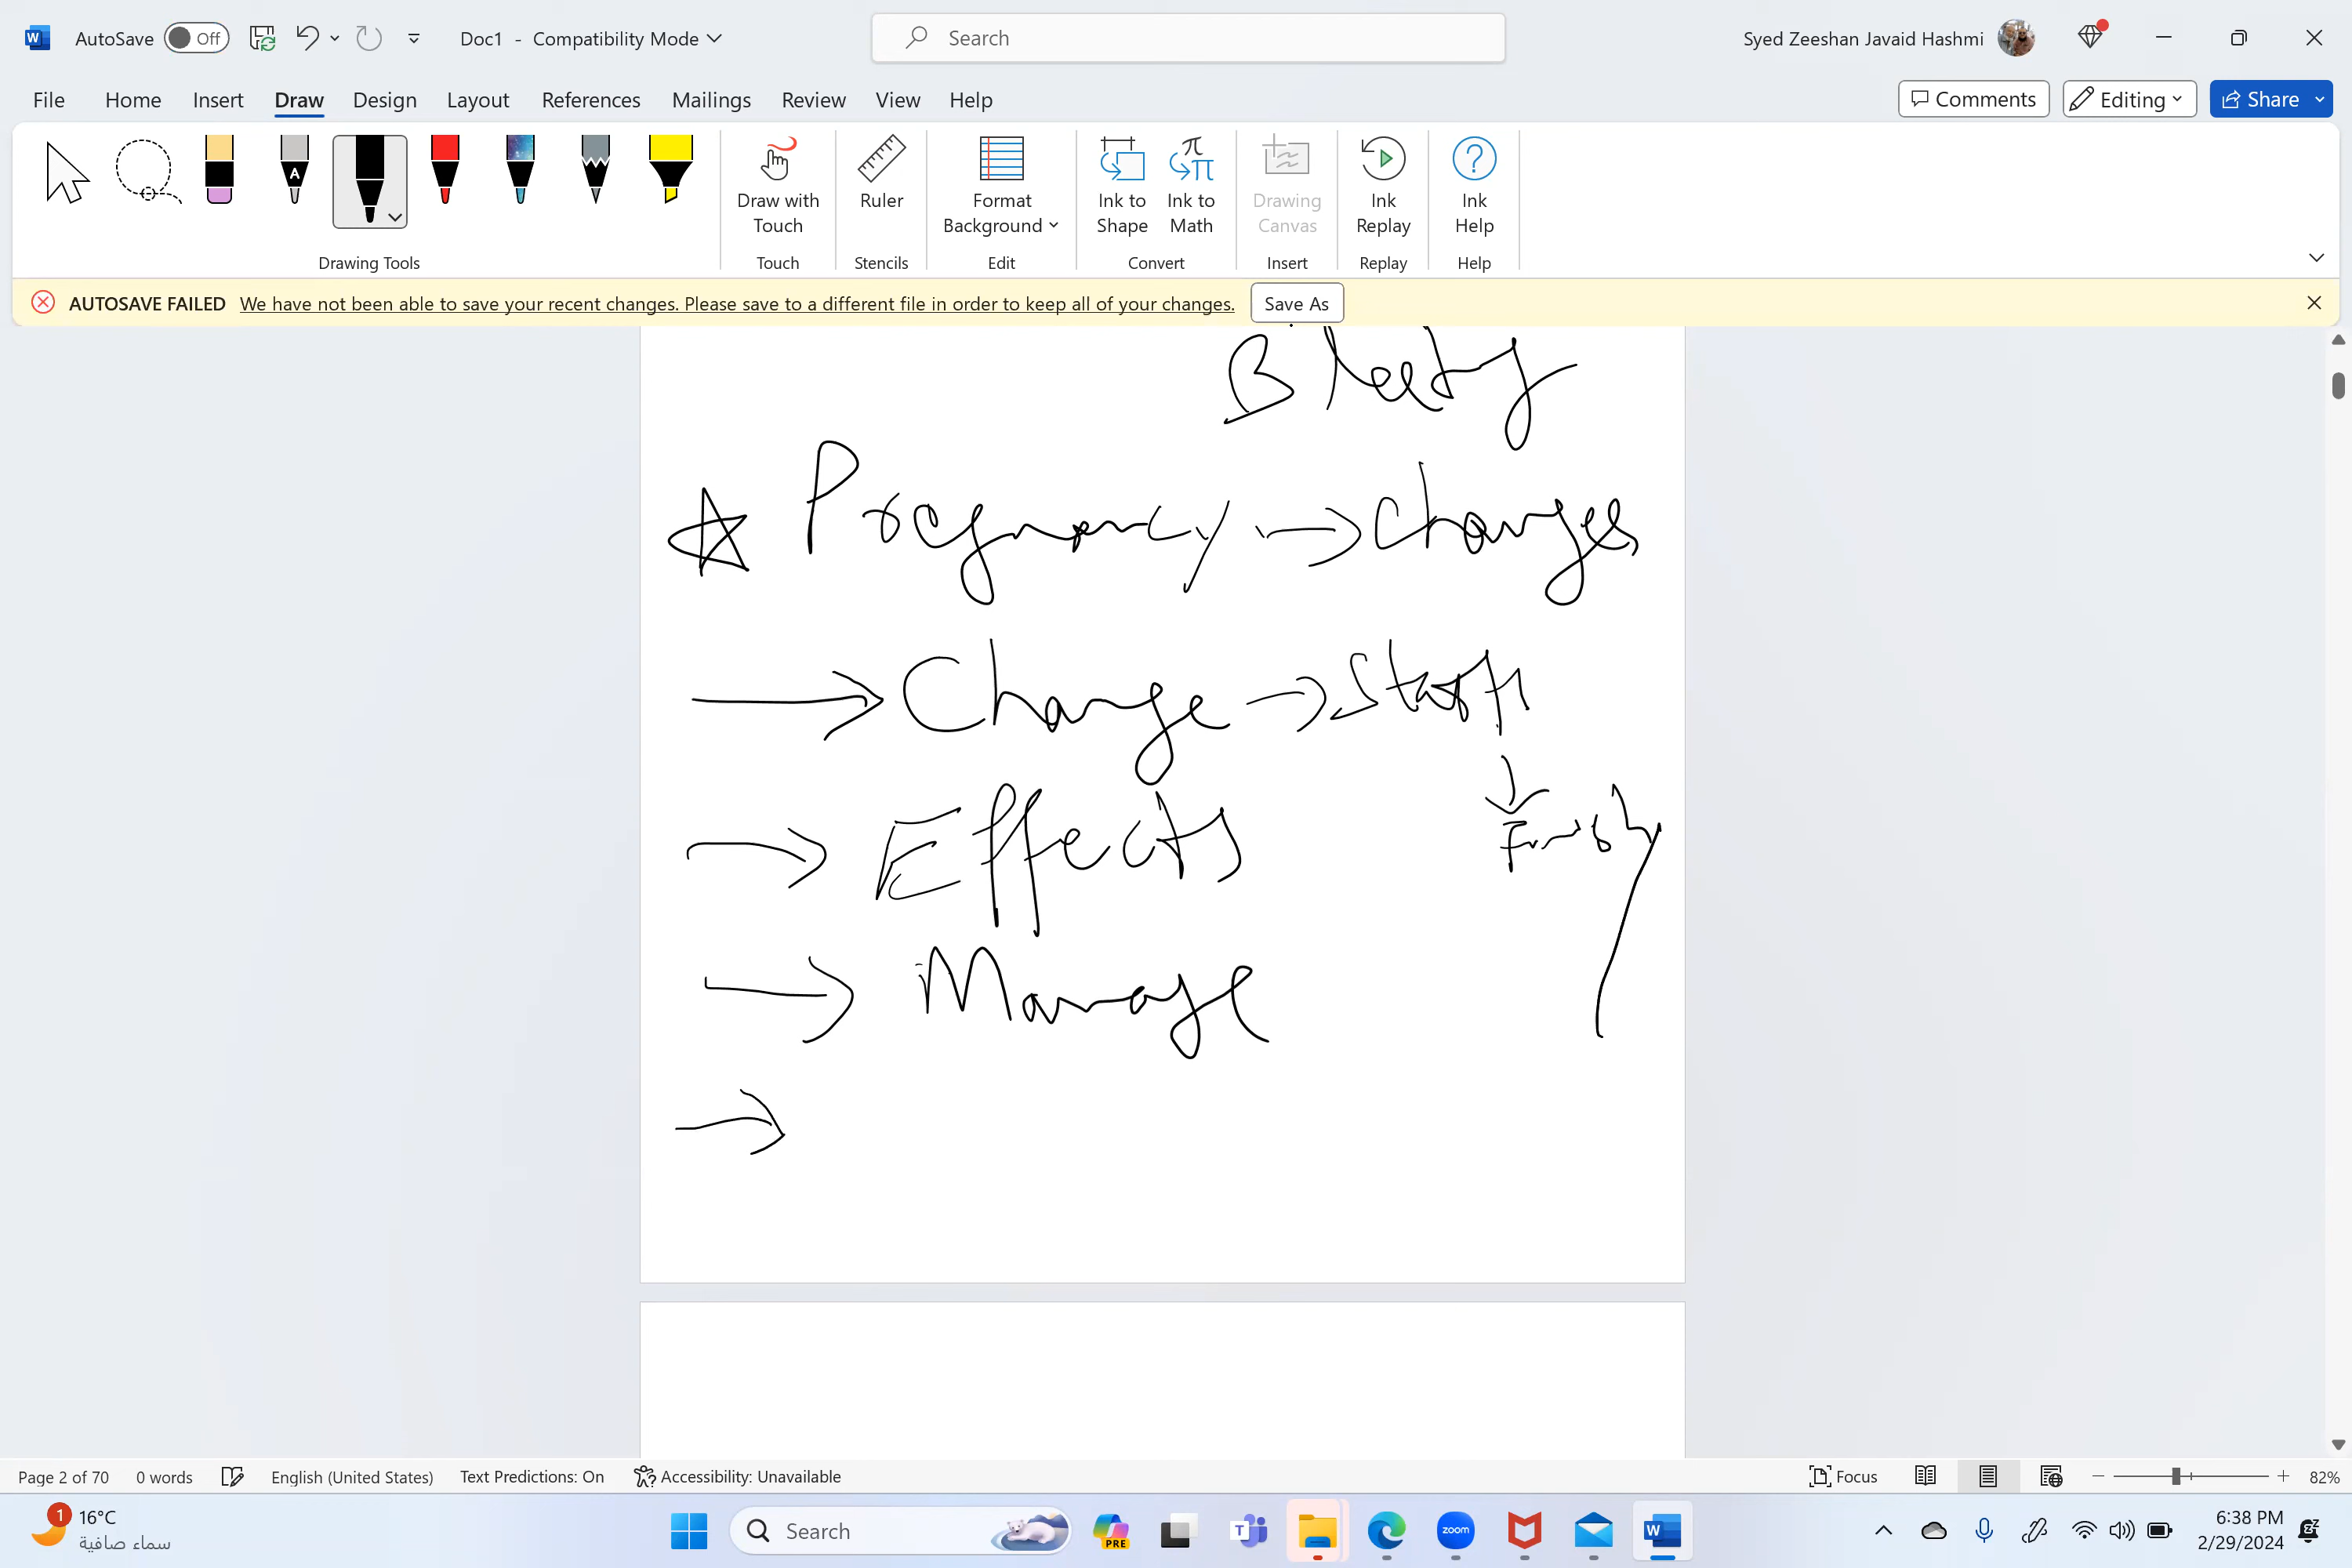 AutoSave Off Doc1 - Compatibility Mode Search Syed Zeeshan Javaid Hashmi
File Home Insert Draw Design Layout References Mailings Review View Help Comments Editing Share
A
Draw with Touch Ruler Format Background Ink to Shape Ink to Math Drawing Canvas Ink Replay Ink Help
Drawing Tools Touch Stencils Edit Convert Insert Replay Help
AUTOSAVE FAILED We have not been able to save your recent changes. Please save to a different file in order to keep all of your changes. Save As
Pregnancy → Changes
→ Change → Start
→ Effects
Finish
→ Manage
→
Page 2 of 70 0 words English (United States) Text Predictions: On Accessibility: Unavailable Focus 82%
1 16°C
سماء صافية
Search PRE zoom 6:38 PM
2/29/2024